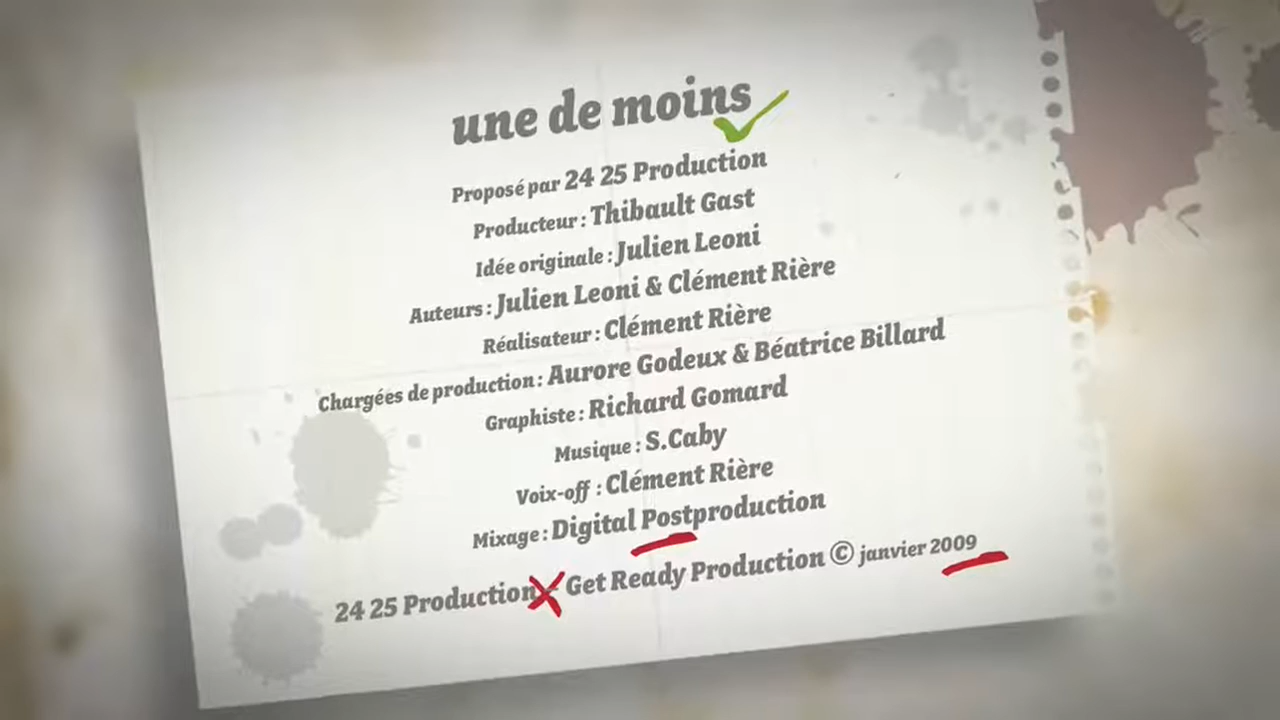 une de moins
Proposé par 24 25 Production
Producteur : Thibault Gast
Idée originale : Julien Leoni
Auteurs : Julien Leoni & Clément Rière
Réalisateur : Clément Rière
Chargées de production : Aurore Godeux & Béatrice Billard
Graphiste : Richard Gomard
Musique : S.Caby
Voix-off : Clément Rière
Mixage : Digital Postproduction
24 25 Production - Get Ready Production © janvier 2009